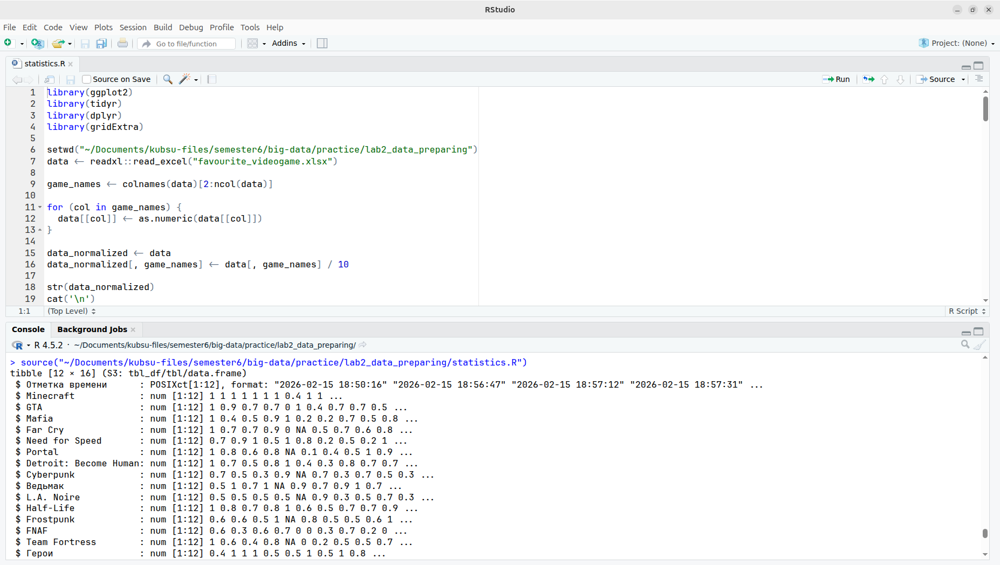 RStudio
File Edit Code View Plots Session Build Debug Profile Tools Help
Go to file/function Addins Project: (None)
statistics.R
Source on Save Run Source
1 library(ggplot2)
2 library(tidyr)
3 library(dplyr)
4 library(gridExtra)
5
6 setwd("~/Documents/kubsu-files/semester6/big-data/practice/lab2_data_preparing")
7 data <- readxl::read_excel("favourite_videogame.xlsx")
8
9 game_names <- colnames(data)[2:ncol(data)]
10
11 for (col in game_names) {
12   data[[col]] <- as.numeric(data[[col]])
13 }
14
15 data_normalized <- data
16 data_normalized[, game_names] <- data[, game_names] / 10
17
18 str(data_normalized)
19 cat('\n')
1:1 (Top Level) R Script
Console Background Jobs
R 4.5.2 · ~/Documents/kubsu-files/semester6/big-data/practice/lab2_data_preparing/
> source("~/Documents/kubsu-files/semester6/big-data/practice/lab2_data_preparing/statistics.R")
tibble [12 × 16] (S3: tbl_df/tbl/data.frame)
 $ Отметка времени      : POSIXct[1:12], format: "2026-02-15 18:50:16" "2026-02-15 18:56:47" "2026-02-15 18:57:12" "2026-02-15 18:57:31" ...
 $ Minecraft            : num [1:12] 1 1 1 1 1 1 1 0.4 1 1 ...
 $ GTA                  : num [1:12] 1 0.9 0.7 0.7 0 1 0.4 0.7 0.7 0.5 ...
 $ Mafia                : num [1:12] 1 0.4 0.5 0.9 1 0.2 0.2 0.7 0.5 0.8 ...
 $ Far Cry              : num [1:12] 1 0.7 0.7 0.9 0 NA 0.5 0.7 0.6 0.8 ...
 $ Need for Speed       : num [1:12] 0.7 0.9 1 0.5 1 0.8 0.2 0.5 0.2 1 ...
 $ Portal               : num [1:12] 1 0.8 0.6 0.8 NA 0.1 0.4 0.5 1 0.9 ...
 $ Detroit: Become Human: num [1:12] 1 0.7 0.5 0.8 1 0.4 0.3 0.8 0.7 0.7 ...
 $ Cyberpunk            : num [1:12] 0.7 0.5 0.3 0.9 NA 0.7 0.3 0.7 0.5 0.3 ...
 $ Ведьмак              : num [1:12] 0.5 1 0.7 1 NA 0.9 0.7 0.9 1 0.7 ...
 $ L.A. Noire           : num [1:12] 0.5 0.5 0.5 0.5 NA 0.9 0.3 0.5 0.7 0.3 ...
 $ Half-Life            : num [1:12] 1 0.8 0.7 0.8 1 0.6 0.5 0.7 0.7 0.9 ...
 $ Frostpunk            : num [1:12] 0.6 0.6 0.5 1 NA 0.8 0.5 0.5 0.6 1 ...
 $ FNAF                 : num [1:12] 0.6 0.3 0.6 0.7 0 0 0.3 0.7 0.2 0 ...
 $ Team Fortress        : num [1:12] 1 0.6 0.4 0.8 NA 0 0.2 0.5 0.5 0.7 ...
 $ Герои                : num [1:12] 0.4 1 1 1 0.5 0.5 1 0.5 1 0.8 ...